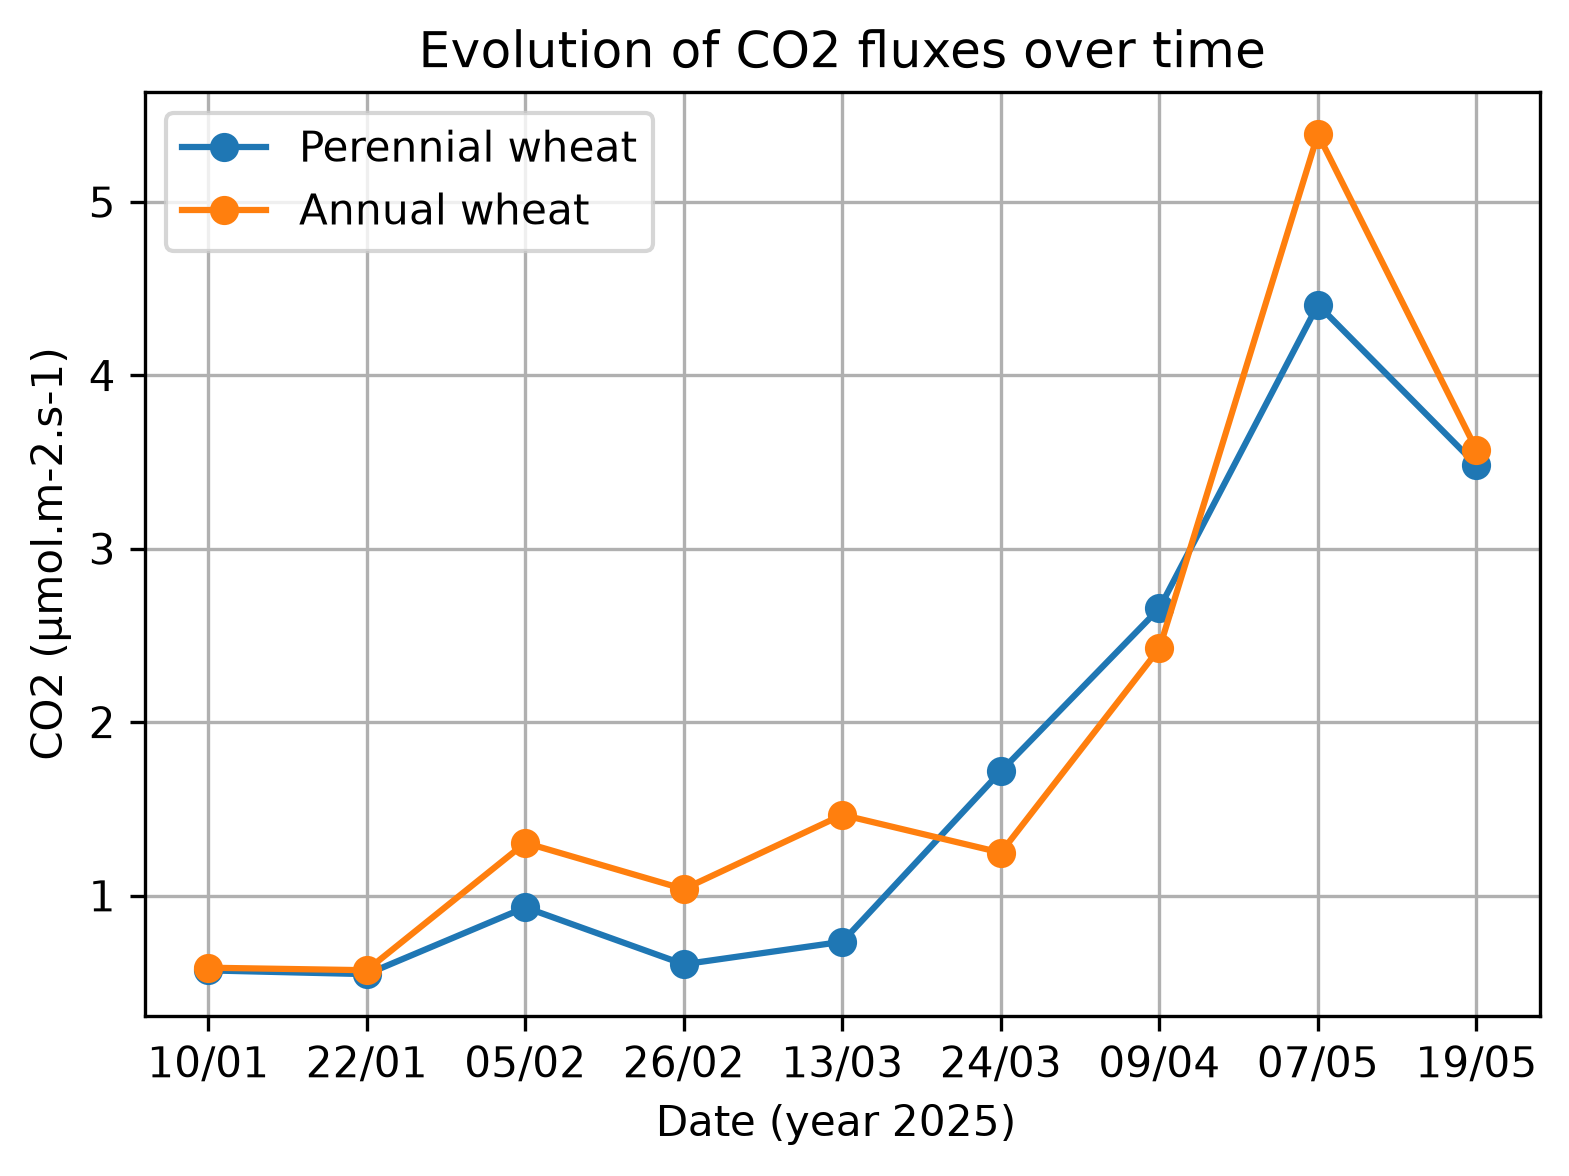 Evolution of CO2 fluxes over time
Perennial wheat
Annual wheat
CO2 (µmol.m-2.s-1)
5
4
3
2
1
10/01 22/01 05/02 26/02 13/03 24/03 09/04 07/05 19/05
Date (year 2025)